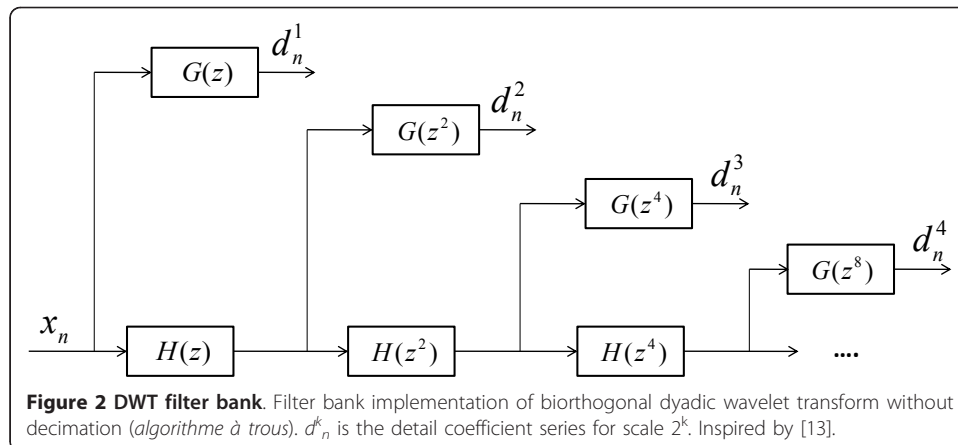 d_n^1
G(z)
d_n^2
G(z^2)
d_n^3
G(z^4)
d_n^4
G(z^8)
x_n
H(z)
H(z^2)
H(z^4)
....
Figure 2 DWT filter bank. Filter bank implementation of biorthogonal dyadic wavelet transform without
decimation (algorithme à trous). d^k_n is the detail coefficient series for scale 2^k. Inspired by [13].